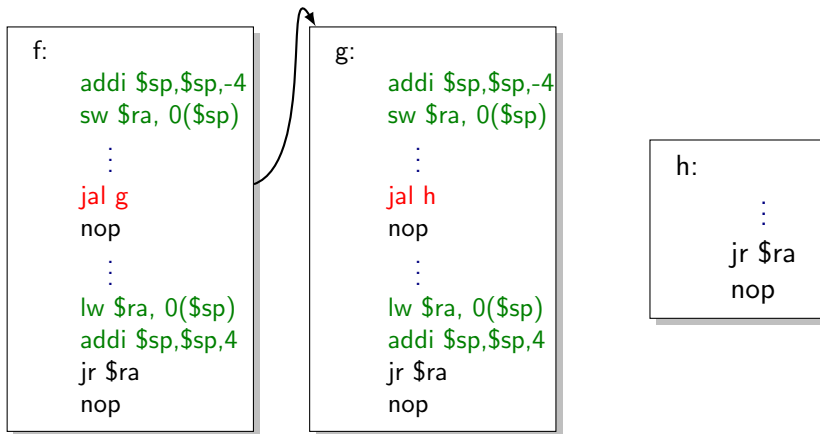 f:
addi $sp,$sp,-4
sw $ra, 0($sp)
⋮
jal g
nop
⋮
lw $ra, 0($sp)
addi $sp,$sp,4
jr $ra
nop
g:
addi $sp,$sp,-4
sw $ra, 0($sp)
⋮
jal h
nop
⋮
lw $ra, 0($sp)
addi $sp,$sp,4
jr $ra
nop
h:
⋮
jr $ra
nop